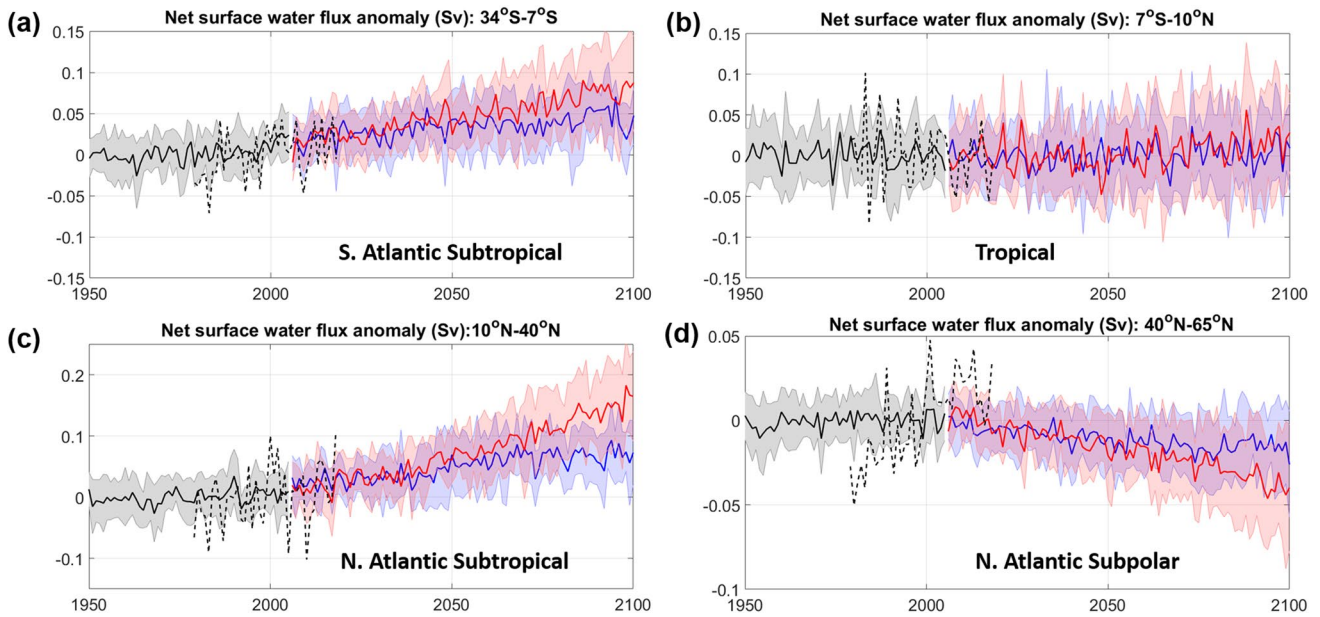 (a)
Net surface water flux anomaly (Sv): 34°S-7°S
0.15
0.1
0.05
0
-0.05
-0.1
-0.15
1950 2000 2050 2100
S. Atlantic Subtropical
(b)
Net surface water flux anomaly (Sv): 7°S-10°N
0.15
0.1
0.05
0
-0.05
-0.1
-0.15
1950 2000 2050 2100
Tropical
(c)
Net surface water flux anomaly (Sv):10°N-40°N
0.2
0.1
0
-0.1
1950 2000 2050 2100
N. Atlantic Subtropical
(d)
Net surface water flux anomaly (Sv): 40°N-65°N
0.05
0
-0.05
-0.1
1950 2000 2050 2100
N. Atlantic Subpolar